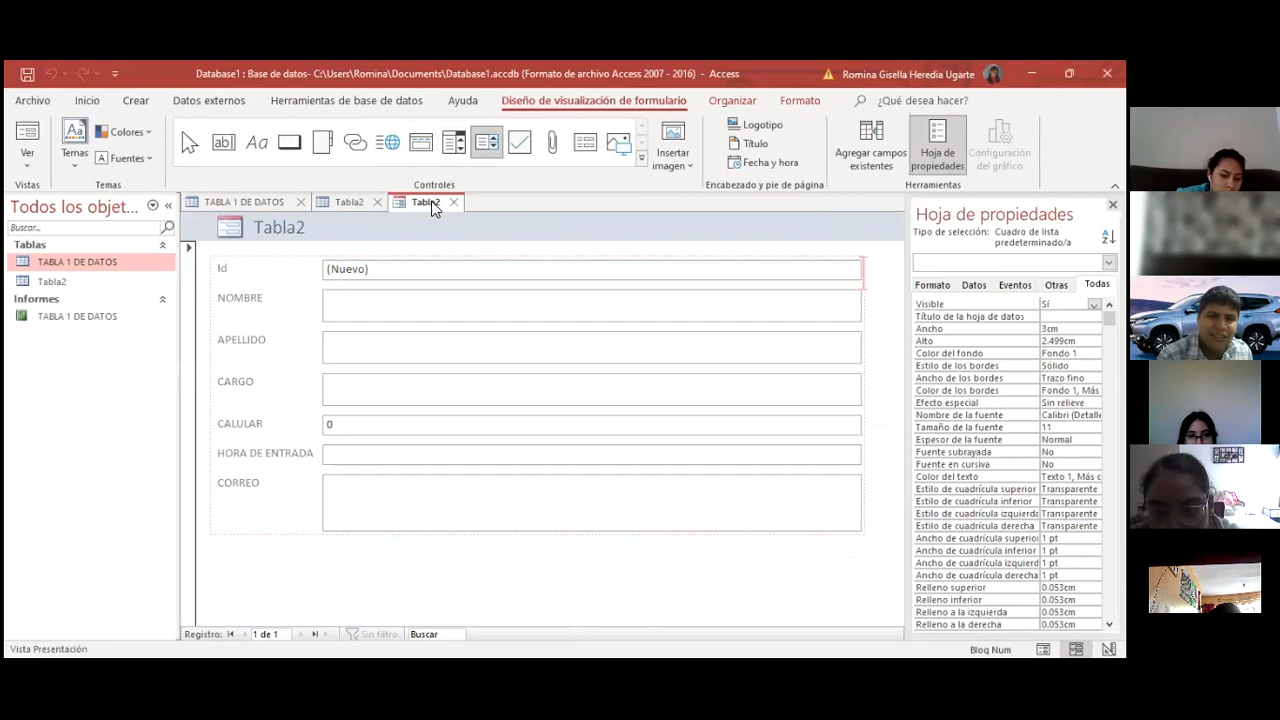 Database1 : Base de datos- C:\Users\Romina\Documents\Database1.accdb (Formato de archivo Access 2007 - 2016) - Access
Romina Gisella Heredia Ugarte
Archivo Inicio Crear Datos externos Herramientas de base de datos Ayuda Diseño de visualización de formulario Organizar Formato ¿Qué desea hacer?
Ver
Temas
Colores
Fuentes
Aa
ab
Insertar imagen
Logotipo
Título
Fecha y hora
Agregar campos existentes
Hoja de propiedades
Configuración del gráfico
Vistas Temas Controles Encabezado y pie de página Herramientas
Todos los objet...
Buscar...
Tablas
TABLA 1 DE DATOS
Tabla2
Informes
TABLA 1 DE DATOS
TABLA 1 DE DATOS Tabla2 Tabla2
Tabla2
Id (Nuevo)
NOMBRE
APELLIDO
CARGO
CALULAR 0
HORA DE ENTRADA
CORREO
Registro: 1 de 1 Sin filtro Buscar
Hoja de propiedades
Tipo de selección: Cuadro de lista predeterminado/a
Formato Datos Eventos Otras Todas
Visible Sí
Título de la hoja de datos
Ancho 3cm
Alto 2.499cm
Color del fondo Fondo 1
Estilo de los bordes Sólido
Ancho de los bordes Trazo fino
Color de los bordes Fondo 1, Más
Efecto especial Sin relieve
Nombre de la fuente Calibri (Detalle
Tamaño de la fuente 11
Espesor de la fuente Normal
Fuente subrayada No
Fuente en cursiva No
Color del texto Texto 1, Más c
Estilo de cuadrícula superior Transparente
Estilo de cuadrícula inferior Transparente
Estilo de cuadrícula izquierda Transparente
Estilo de cuadrícula derecha Transparente
Ancho de cuadrícula superior 1 pt
Ancho de cuadrícula inferior 1 pt
Ancho de cuadrícula izquierd 1 pt
Ancho de cuadrícula derecha 1 pt
Relleno superior 0.053cm
Relleno inferior 0.053cm
Relleno a la izquierda 0.053cm
Relleno a la derecha 0.053cm
Vista Presentación
Bloq Num